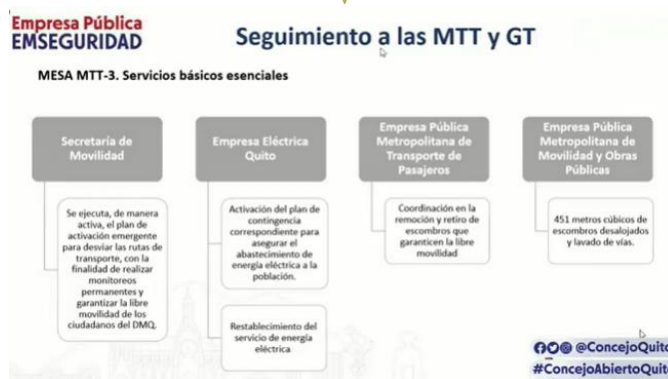 Empresa Pública
EMSEGURIDAD
Seguimiento a las MTT y GT
MESA MTT-3. Servicios básicos esenciales
Secretaría de
Movilidad
Se ejecuta, de manera
activa, el plan de
activación emergente
para desviar las rutas de
transporte, con la
finalidad de realizar
monitoreos
permanentes y
garantizar la libre
movilidad de los
ciudadanos del DMQ.
Empresa Eléctrica
Quito
Activación del plan de
contingencia
correspondiente para
asegurar el
abastecimiento de
energía eléctrica a la
población.
Restablecimiento del
servicio de energía
eléctrica
Empresa Pública
Metropolitana de
Transporte de
Pasajeros
Coordinación en la
remoción y retiro de
escombros que
garanticen la libre
movilidad
Empresa Pública
Metropolitana de
Movilidad y Obras
Públicas
451 metros cúbicos de
escombros desalojados
y lavado de vías.
@ConcejoQuito
#ConcejoAbiertoQuit